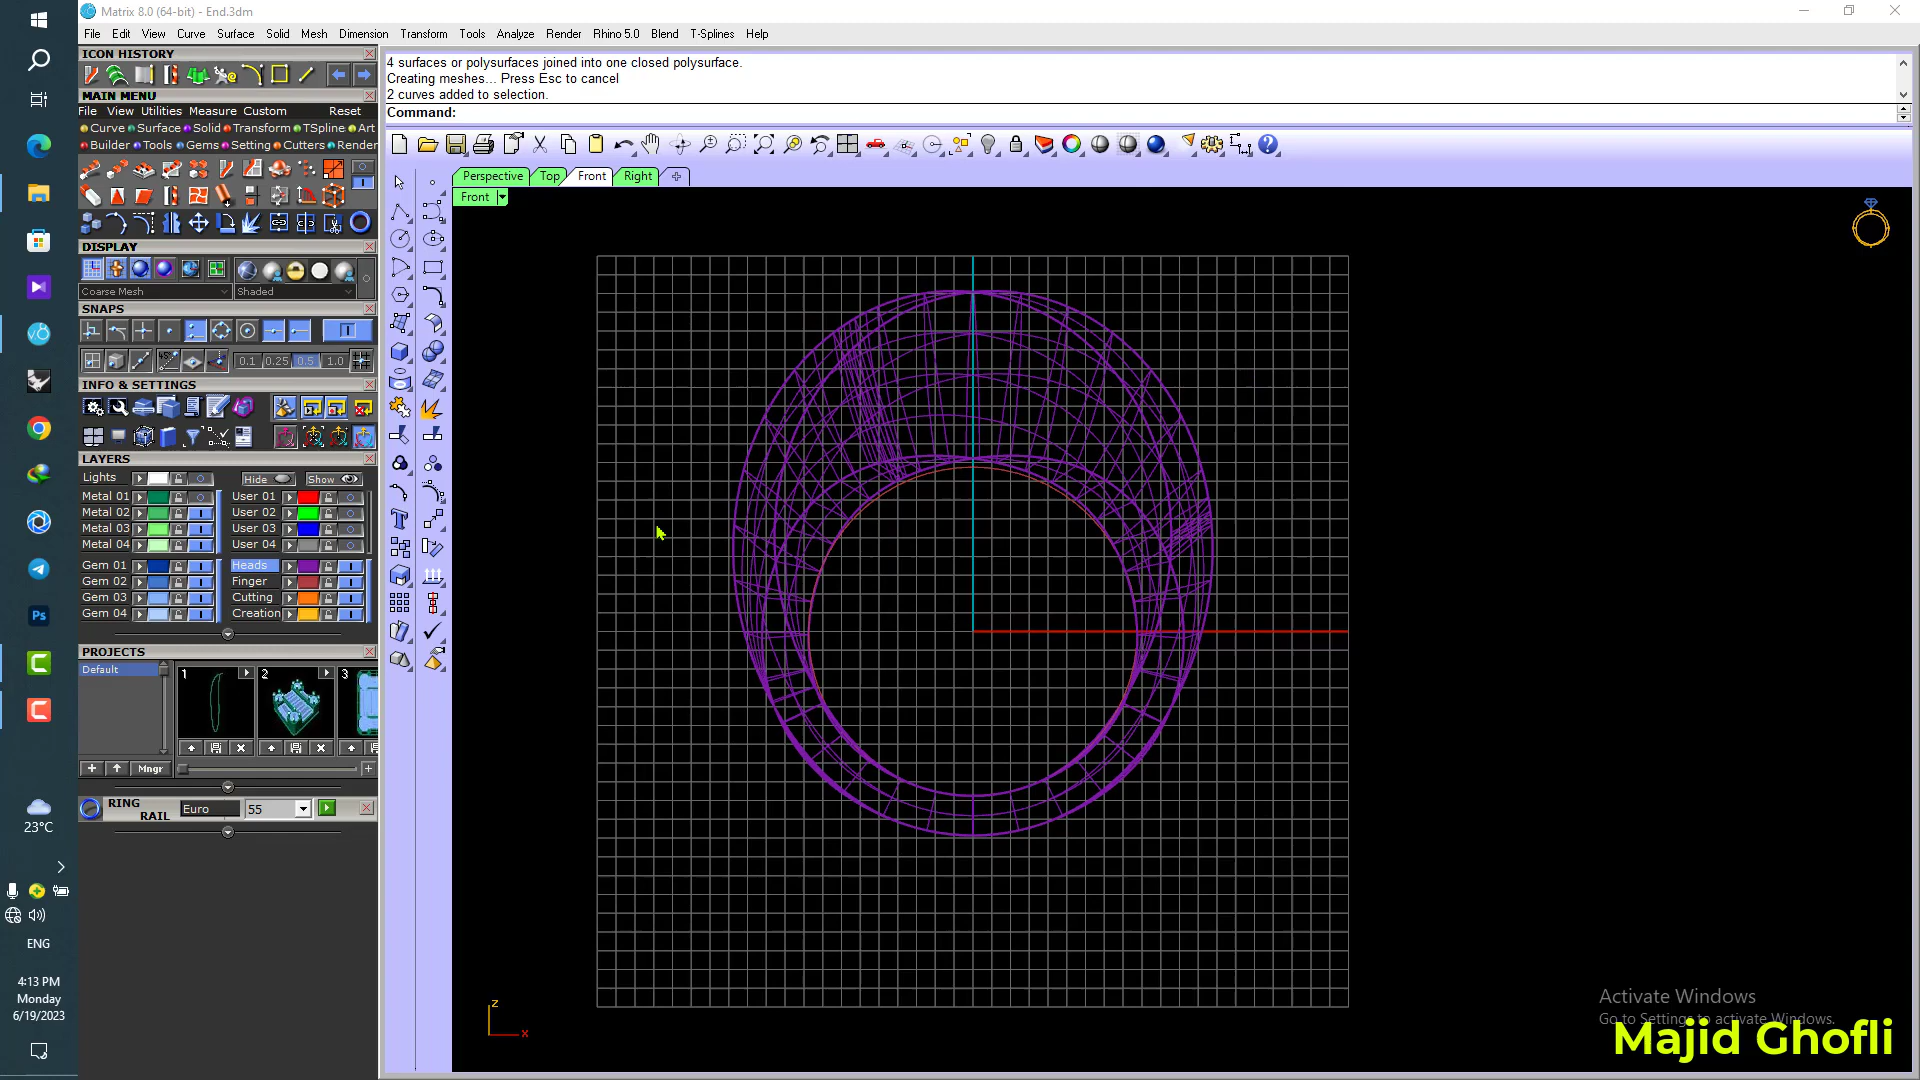 Matrix 8.0 (64-bit) - End.3dm
File Edit View Curve Surface Solid Mesh Dimension Transform Tools Analyze Render Rhino 5.0 Blend T-Splines Help
ICON HISTORY
4 surfaces or polysurfaces joined into one closed polysurface.
Creating meshes... Press Esc to cancel
2 curves added to selection.
Command:
MAIN MENU
File View Utilities Measure Custom Reset
Curve Surface Solid Transform TSpline Art
Builder Tools Gems Setting Cutters Render
Perspective Top Front Right
Front
DISPLAY
Coarse Mesh Shaded
SNAPS
0.1 0.25 0.5 1.0
INFO & SETTINGS
LAYERS
Lights Hide Show
Metal 01 User 01
Metal 02 User 02
Metal 03 User 03
Metal 04 User 04
Gem 01 Heads
Gem 02 Finger
Gem 03 Cutting
Gem 04 Creation
PROJECTS
Default 1 2 3
Mngr
RING RAIL Euro 55
23°C
ENG
4:13 PM
Monday
6/19/2023
z
x
Activate Windows
Go to Settings to activate Windows.
Majid Ghofli
Ps